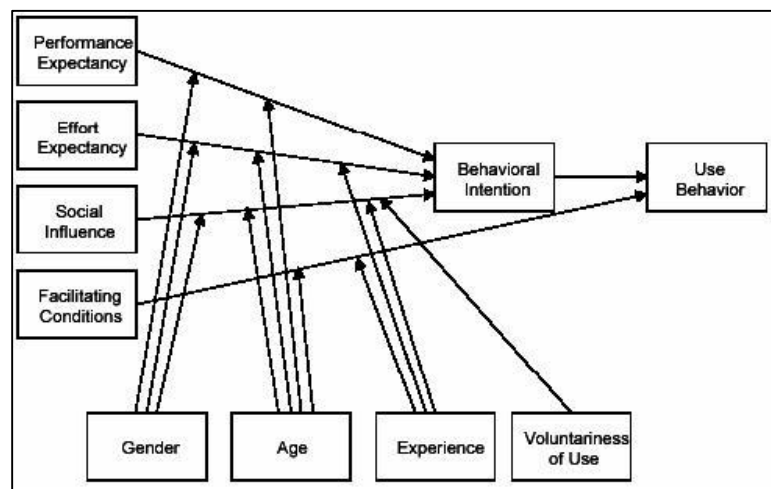 Performance
Expectancy
Effort
Expectancy
Social
Influence
Facilitating
Conditions
Behavioral
Intention
Use
Behavior
Gender
Age
Experience
Voluntariness
of Use